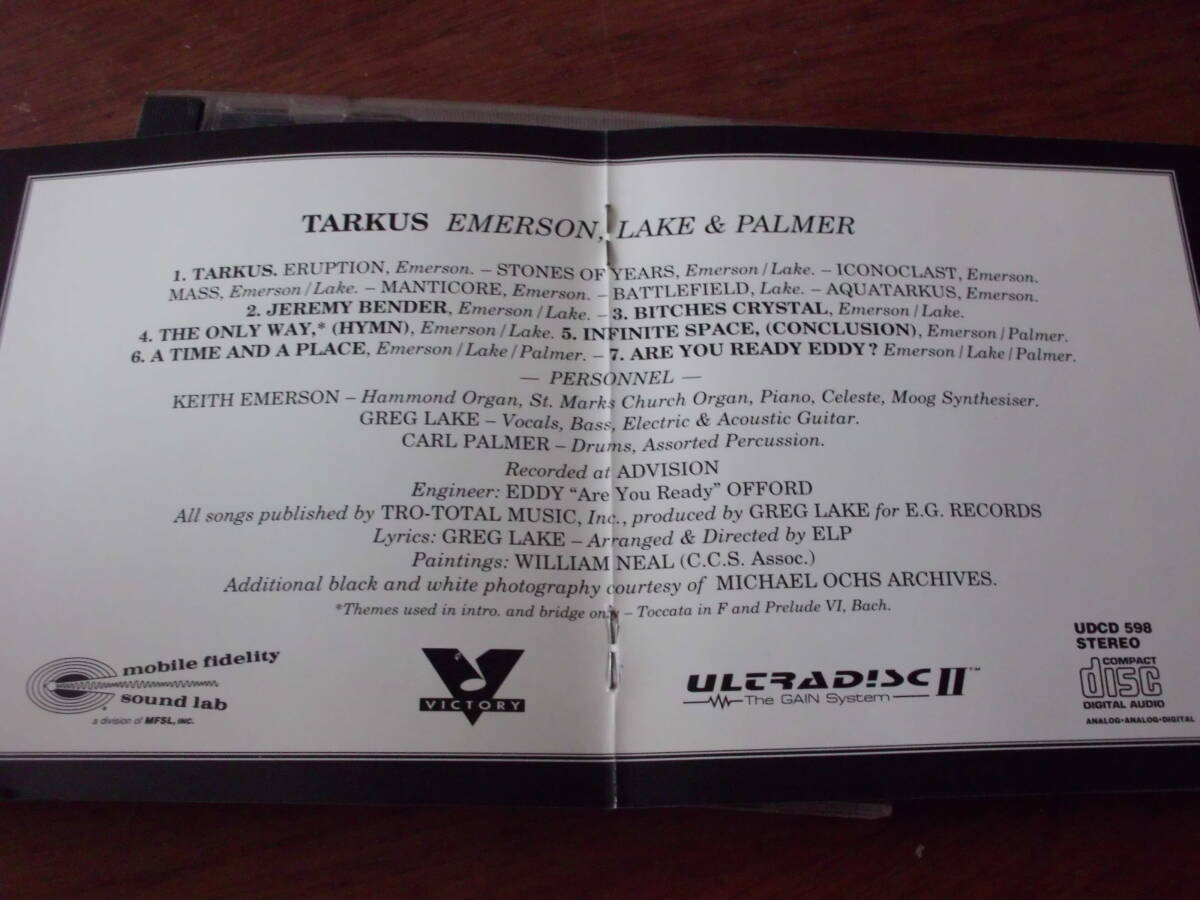 TARKUS EMERSON, LAKE & PALMER
1. TARKUS. ERUPTION, Emerson. – STONES OF YEARS, Emerson/Lake. – ICONOCLAST, Emerson.
MASS, Emerson/Lake. – MANTICORE, Emerson. – BATTLEFIELD, Lake. – AQUATARKUS, Emerson.
2. JEREMY BENDER, Emerson/Lake. – 3. BITCHES CRYSTAL, Emerson/Lake.
4. THE ONLY WAY,* (HYMN), Emerson/Lake. 5. INFINITE SPACE, (CONCLUSION), Emerson/Palmer.
6. A TIME AND A PLACE, Emerson/Lake/Palmer. – 7. ARE YOU READY EDDY? Emerson/Lake/Palmer.
— PERSONNEL —
KEITH EMERSON – Hammond Organ, St. Marks Church Organ, Piano, Celeste, Moog Synthesiser.
GREG LAKE – Vocals, Bass, Electric & Acoustic Guitar.
CARL PALMER – Drums, Assorted Percussion.
Recorded at ADVISION
Engineer: EDDY "Are You Ready" OFFORD
All songs published by TRO-TOTAL MUSIC, Inc., produced by GREG LAKE for E.G. RECORDS
Lyrics: GREG LAKE – Arranged & Directed by ELP
Paintings: WILLIAM NEAL (C.C.S. Assoc.)
Additional black and white photography courtesy of MICHAEL OCHS ARCHIVES.
*Themes used in intro. and bridge only – Toccata in F and Prelude VI, Bach.
mobile fidelity
sound lab
a division of MFSL, INC.
VICTORY
ULTRADISC II™
The GAIN System
UDCD 598
STEREO
COMPACT
disc
DIGITAL AUDIO
ANALOG•ANALOG•DIGITAL